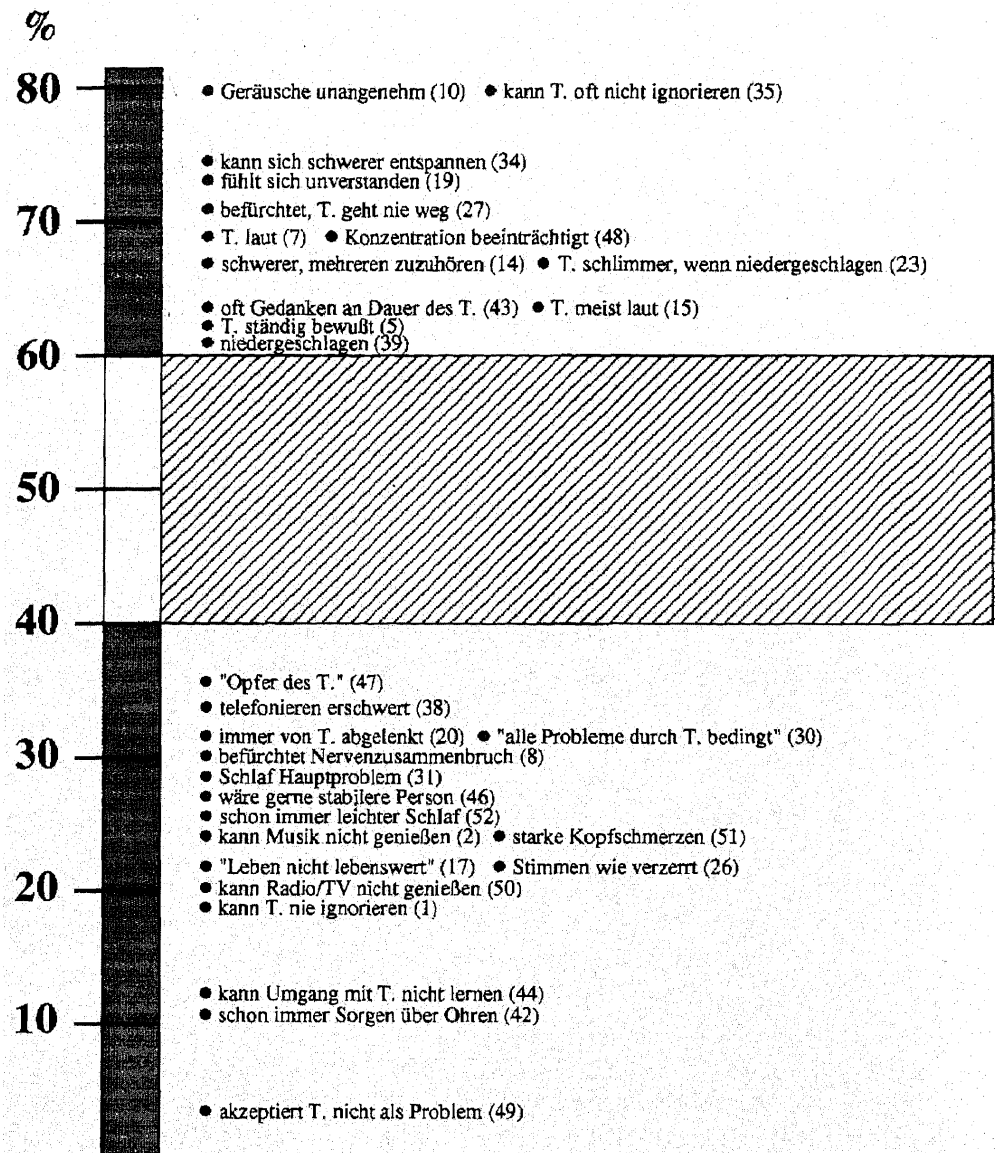 %
80
● Geräusche unangenehm (10) ● kann T. oft nicht ignorieren (35)
● kann sich schwerer entspannen (34)
● fühlt sich unverstanden (19)
● befürchtet, T. geht nie weg (27)
70
● T. laut (7) ● Konzentration beeinträchtigt (48)
● schwerer, mehreren zuzuhören (14) ● T. schlimmer, wenn niedergeschlagen (23)
● oft Gedanken an Dauer des T. (43) ● T. meist laut (15)
● T. ständig bewußt (5)
● niedergeschlagen (39)
60
50
40
● "Opfer des T." (47)
● telefonieren erschwert (38)
● immer von T. abgelenkt (20) ● "alle Probleme durch T. bedingt" (30)
30
● befürchtet Nervenzusammenbruch (8)
● Schlaf Hauptproblem (31)
● wäre gerne stabilere Person (46)
● schon immer leichter Schlaf (52)
● kann Musik nicht genießen (2) ● starke Kopfschmerzen (51)
● "Leben nicht lebenswert" (17) ● Stimmen wie verzerrt (26)
20
● kann Radio/TV nicht genießen (50)
● kann T. nie ignorieren (1)
● kann Umgang mit T. nicht lernen (44)
● schon immer Sorgen über Ohren (42)
10
● akzeptiert T. nicht als Problem (49)